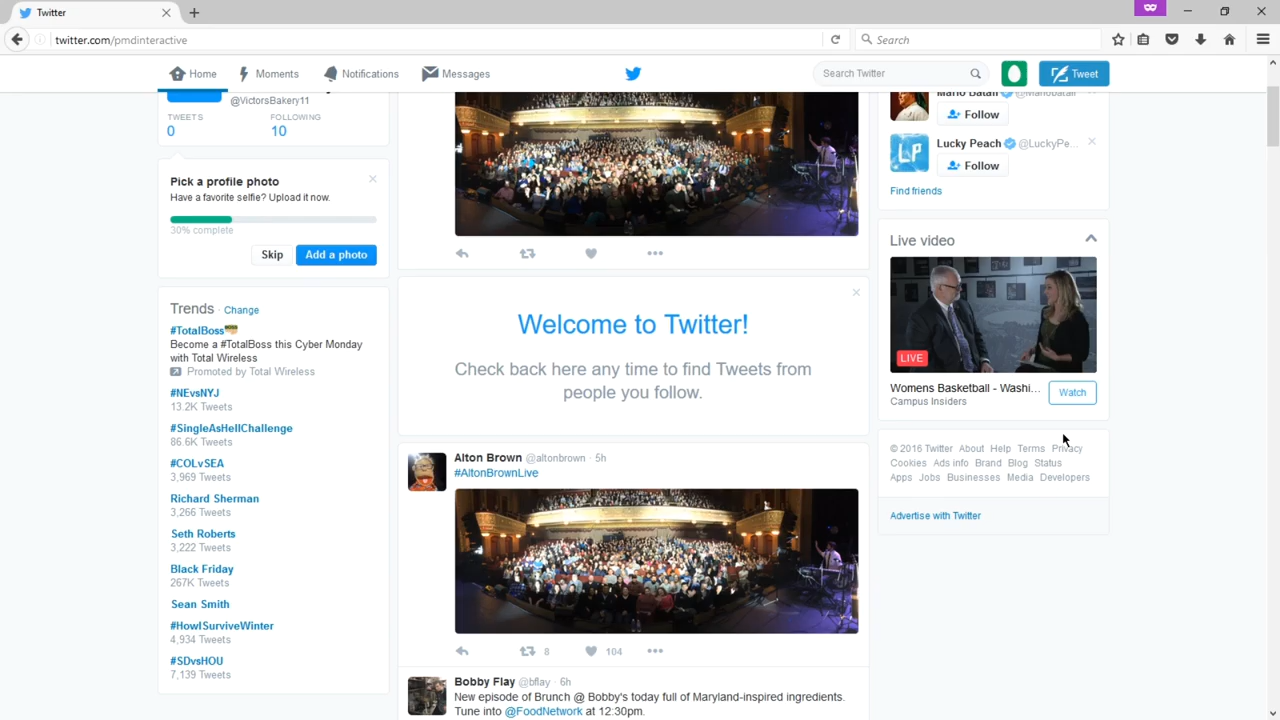 Twitter
twitter.com/pmdinteractive
Search
Home
Moments
Notifications
Messages
Search Twitter
Tweet
@VictorsBakery11
TWEETS
FOLLOWING
0
10
Pick a profile photo
Have a favorite selfie? Upload it now.
30% complete
Skip
Add a photo
Trends · Change
#TotalBoss
Become a #TotalBoss this Cyber Monday
with Total Wireless
Promoted by Total Wireless
#NEvsNYJ
13.2K Tweets
#SingleAsHellChallenge
86.6K Tweets
#COLvSEA
3,969 Tweets
Richard Sherman
3,266 Tweets
Seth Roberts
3,222 Tweets
Black Friday
267K Tweets
Sean Smith
#HowISurviveWinter
4,934 Tweets
#SDvsHOU
7,139 Tweets
Welcome to Twitter!
Check back here any time to find Tweets from
people you follow.
Alton Brown @altonbrown · 5h
#AltonBrownLive
8
104
Bobby Flay @bflay · 6h
New episode of Brunch @ Bobby's today full of Maryland-inspired ingredients.
Tune into @FoodNetwork at 12:30pm.
Mario Batali @Mariobatali
Follow
LP
Lucky Peach @LuckyPe...
Follow
Find friends
Live video
LIVE
Womens Basketball - Washi...
Campus Insiders
Watch
© 2016 Twitter About Help Terms Privacy
Cookies Ads info Brand Blog Status
Apps Jobs Businesses Media Developers
Advertise with Twitter